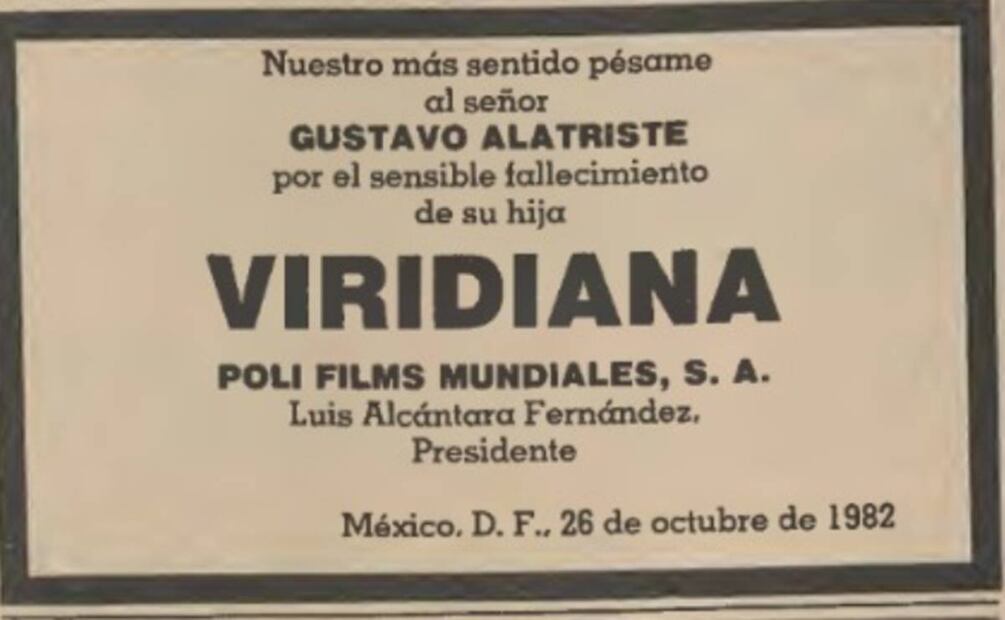 Nuestro más sentido pésame
al señor
GUSTAVO ALATRISTE
por el sensible fallecimiento
de su hija
VIRIDIANA
POLI FILMS MUNDIALES, S. A.
Luis Alcántara Fernández,
Presidente
México, D. F., 26 de octubre de 1982